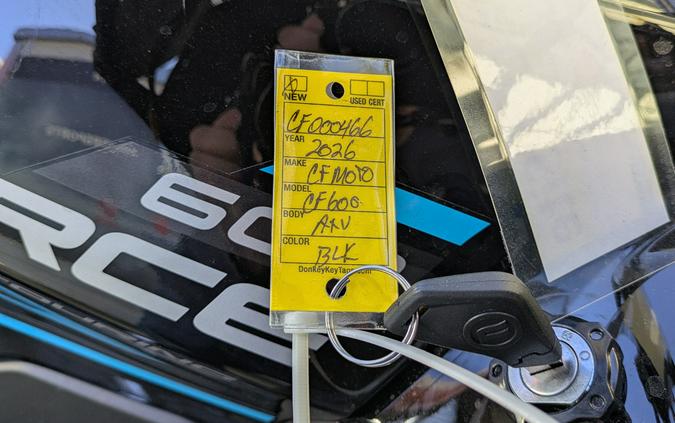 NEW
USED CERT
CF000466
YEAR 2026
MAKE CFMOTO
MODEL CF600
BODY ATV
COLOR BLK
DonKeyKeyTags.com
60
RCE